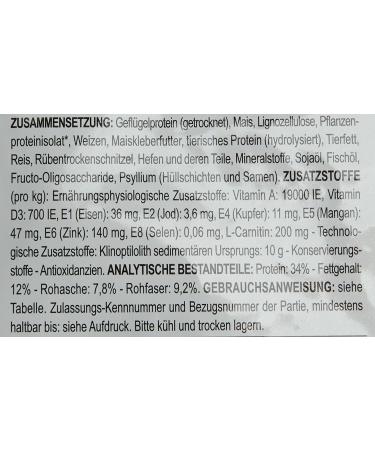 ZUSAMMENSETZUNG: Geflügelprotein (getrocknet), Mais, Lignozellulose, Pflanzen-
proteinisolat*, Weizen, Maiskleberfutter, tierisches Protein (hydrolysiert), Tierfett,
Reis, Rübentrockenschnitzel, Hefen und deren Teile, Mineralstoffe, Sojaöl, Fischöl,
Fructo-Oligosaccharide, Psyllium (Hüllschichten und Samen). ZUSATZSTOFFE
(pro kg): Ernährungsphysiologische Zusatzstoffe: Vitamin A: 19000 IE, Vitamin
D3: 700 IE, E1 (Eisen): 36 mg, E2 (Jod): 3,6 mg, E4 (Kupfer): 11 mg, E5 (Mangan):
47 mg, E6 (Zink): 140 mg, E8 (Selen): 0,06 mg, L-Carnitin: 200 mg - Technolo-
gische Zusatzstoffe: Klinoptilolith sedimentären Ursprungs: 10 g - Konservierungs-
stoffe - Antioxidanzien. ANALYTISCHE BESTANDTEILE: Protein: 34% - Fettgehalt:
12% - Rohasche: 7,8% - Rohfaser: 9,2%. GEBRAUCHSANWEISUNG: siehe
Tabelle. Zulassungs-Kennnummer und Bezugsnummer der Partie, mindestens
haltbar bis: siehe Aufdruck. Bitte kühl und trocken lagern.